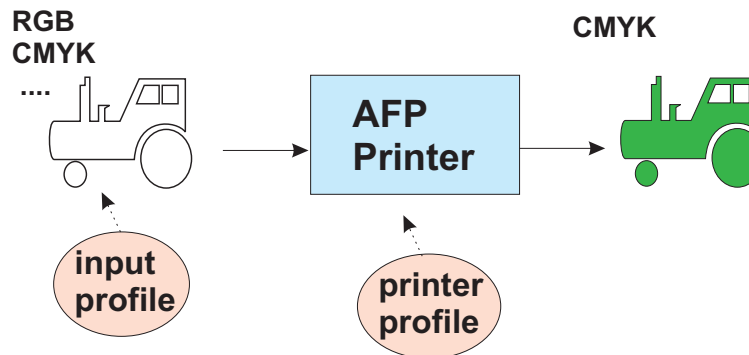 RGB
CMYK
....
CMYK
AFP
Printer
input
profile
printer
profile